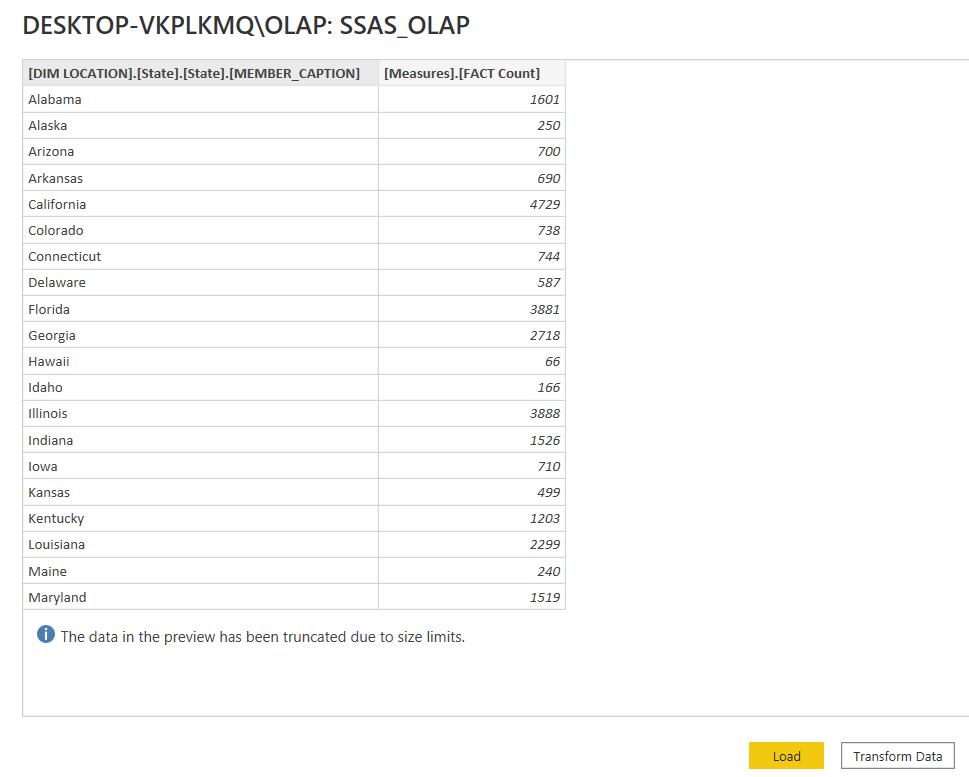 DESKTOP-VKPLKMQ\OLAP: SSAS_OLAP
[DIM LOCATION].[State].[State].[MEMBER_CAPTION] [Measures].[FACT Count]
Alabama 1601
Alaska 250
Arizona 700
Arkansas 690
California 4729
Colorado 738
Connecticut 744
Delaware 587
Florida 3881
Georgia 2718
Hawaii 66
Idaho 166
Illinois 3888
Indiana 1526
Iowa 710
Kansas 499
Kentucky 1203
Louisiana 2299
Maine 240
Maryland 1519
i The data in the preview has been truncated due to size limits.
Load Transform Data